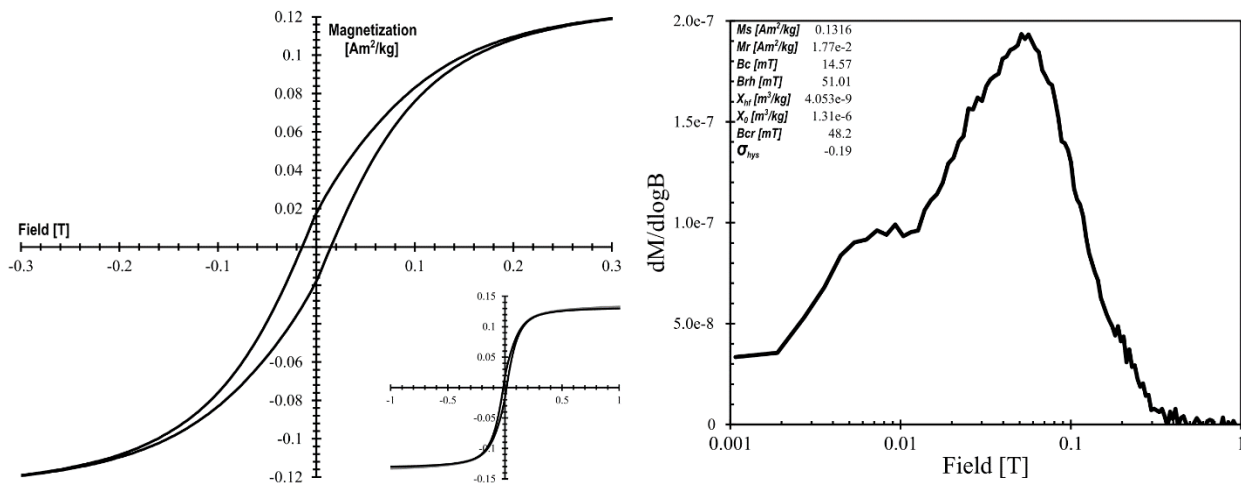 0.12
Magnetization
[Am²/kg]
0.1
0.08
0.06
0.04
0.02
Field [T]
-0.3
-0.2
-0.1
0.1
0.2
0.3
-0.06
-0.08
-0.1
-0.12
0.15
0.10
0.05
-1
-0.5
0.5
1
-0.05
-0.1
-0.15
2.0e-7
Ms [Am²/kg] 0.1316
Mr [Am²/kg] 1.77e-2
Bc [mT] 14.57
Brh [mT] 51.01
X_hf [m³/kg] 4.053e-9
X_0 [m³/kg] 1.31e-6
Bcr [mT] 48.2
σ_hys -0.19
1.5e-7
dM/dlogB
1.0e-7
5.0e-8
0
0.001
0.01
0.1
1
Field [T]